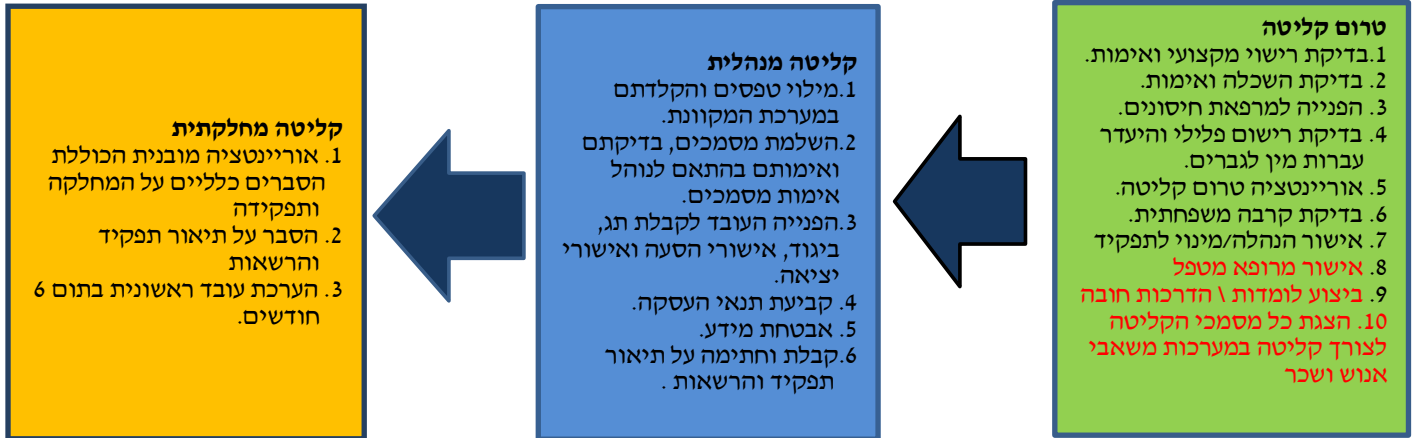 טרום קליטה
1.בדיקת רישוי מקצועי ואימות.
2. בדיקת השכלה ואימות.
3. הפנייה למרפאת חיסונים.
4. בדיקת רישום פלילי והיעדר
עברות מין לגברים.
5. אוריינטציה טרום קליטה.
6. בדיקת קרבה משפחתית.
7. אישור הנהלה/מינוי לתפקיד
8. אישור מרופא מטפל
9. ביצוע לומדות \ הדרכות חובה
10. הצגת כל מסמכי הקליטה
לצורך קליטה במערכות משאבי
אנוש ושכר
קליטה מנהלית
1.מילוי טפסים והקלדתם
במערכת המקוונת.
2.השלמת מסמכים, בדיקתם
ואימותם בהתאם לנוהל
אימות מסמכים.
3.הפנייה העובד לקבלת תג,
ביגוד, אישורי הסעה ואישורי
יציאה.
4. קביעת תנאי העסקה.
5. אבטחת מידע.
6.קבלת וחתימה על תיאור
תפקיד והרשאות .
קליטה מחלקתית
1. אוריינטציה מובנית הכוללת
הסברים כלליים על המחלקה
ותפקידה
2. הסבר על תיאור תפקיד
והרשאות
3. הערכת עובד ראשונית בתום 6
חודשים.